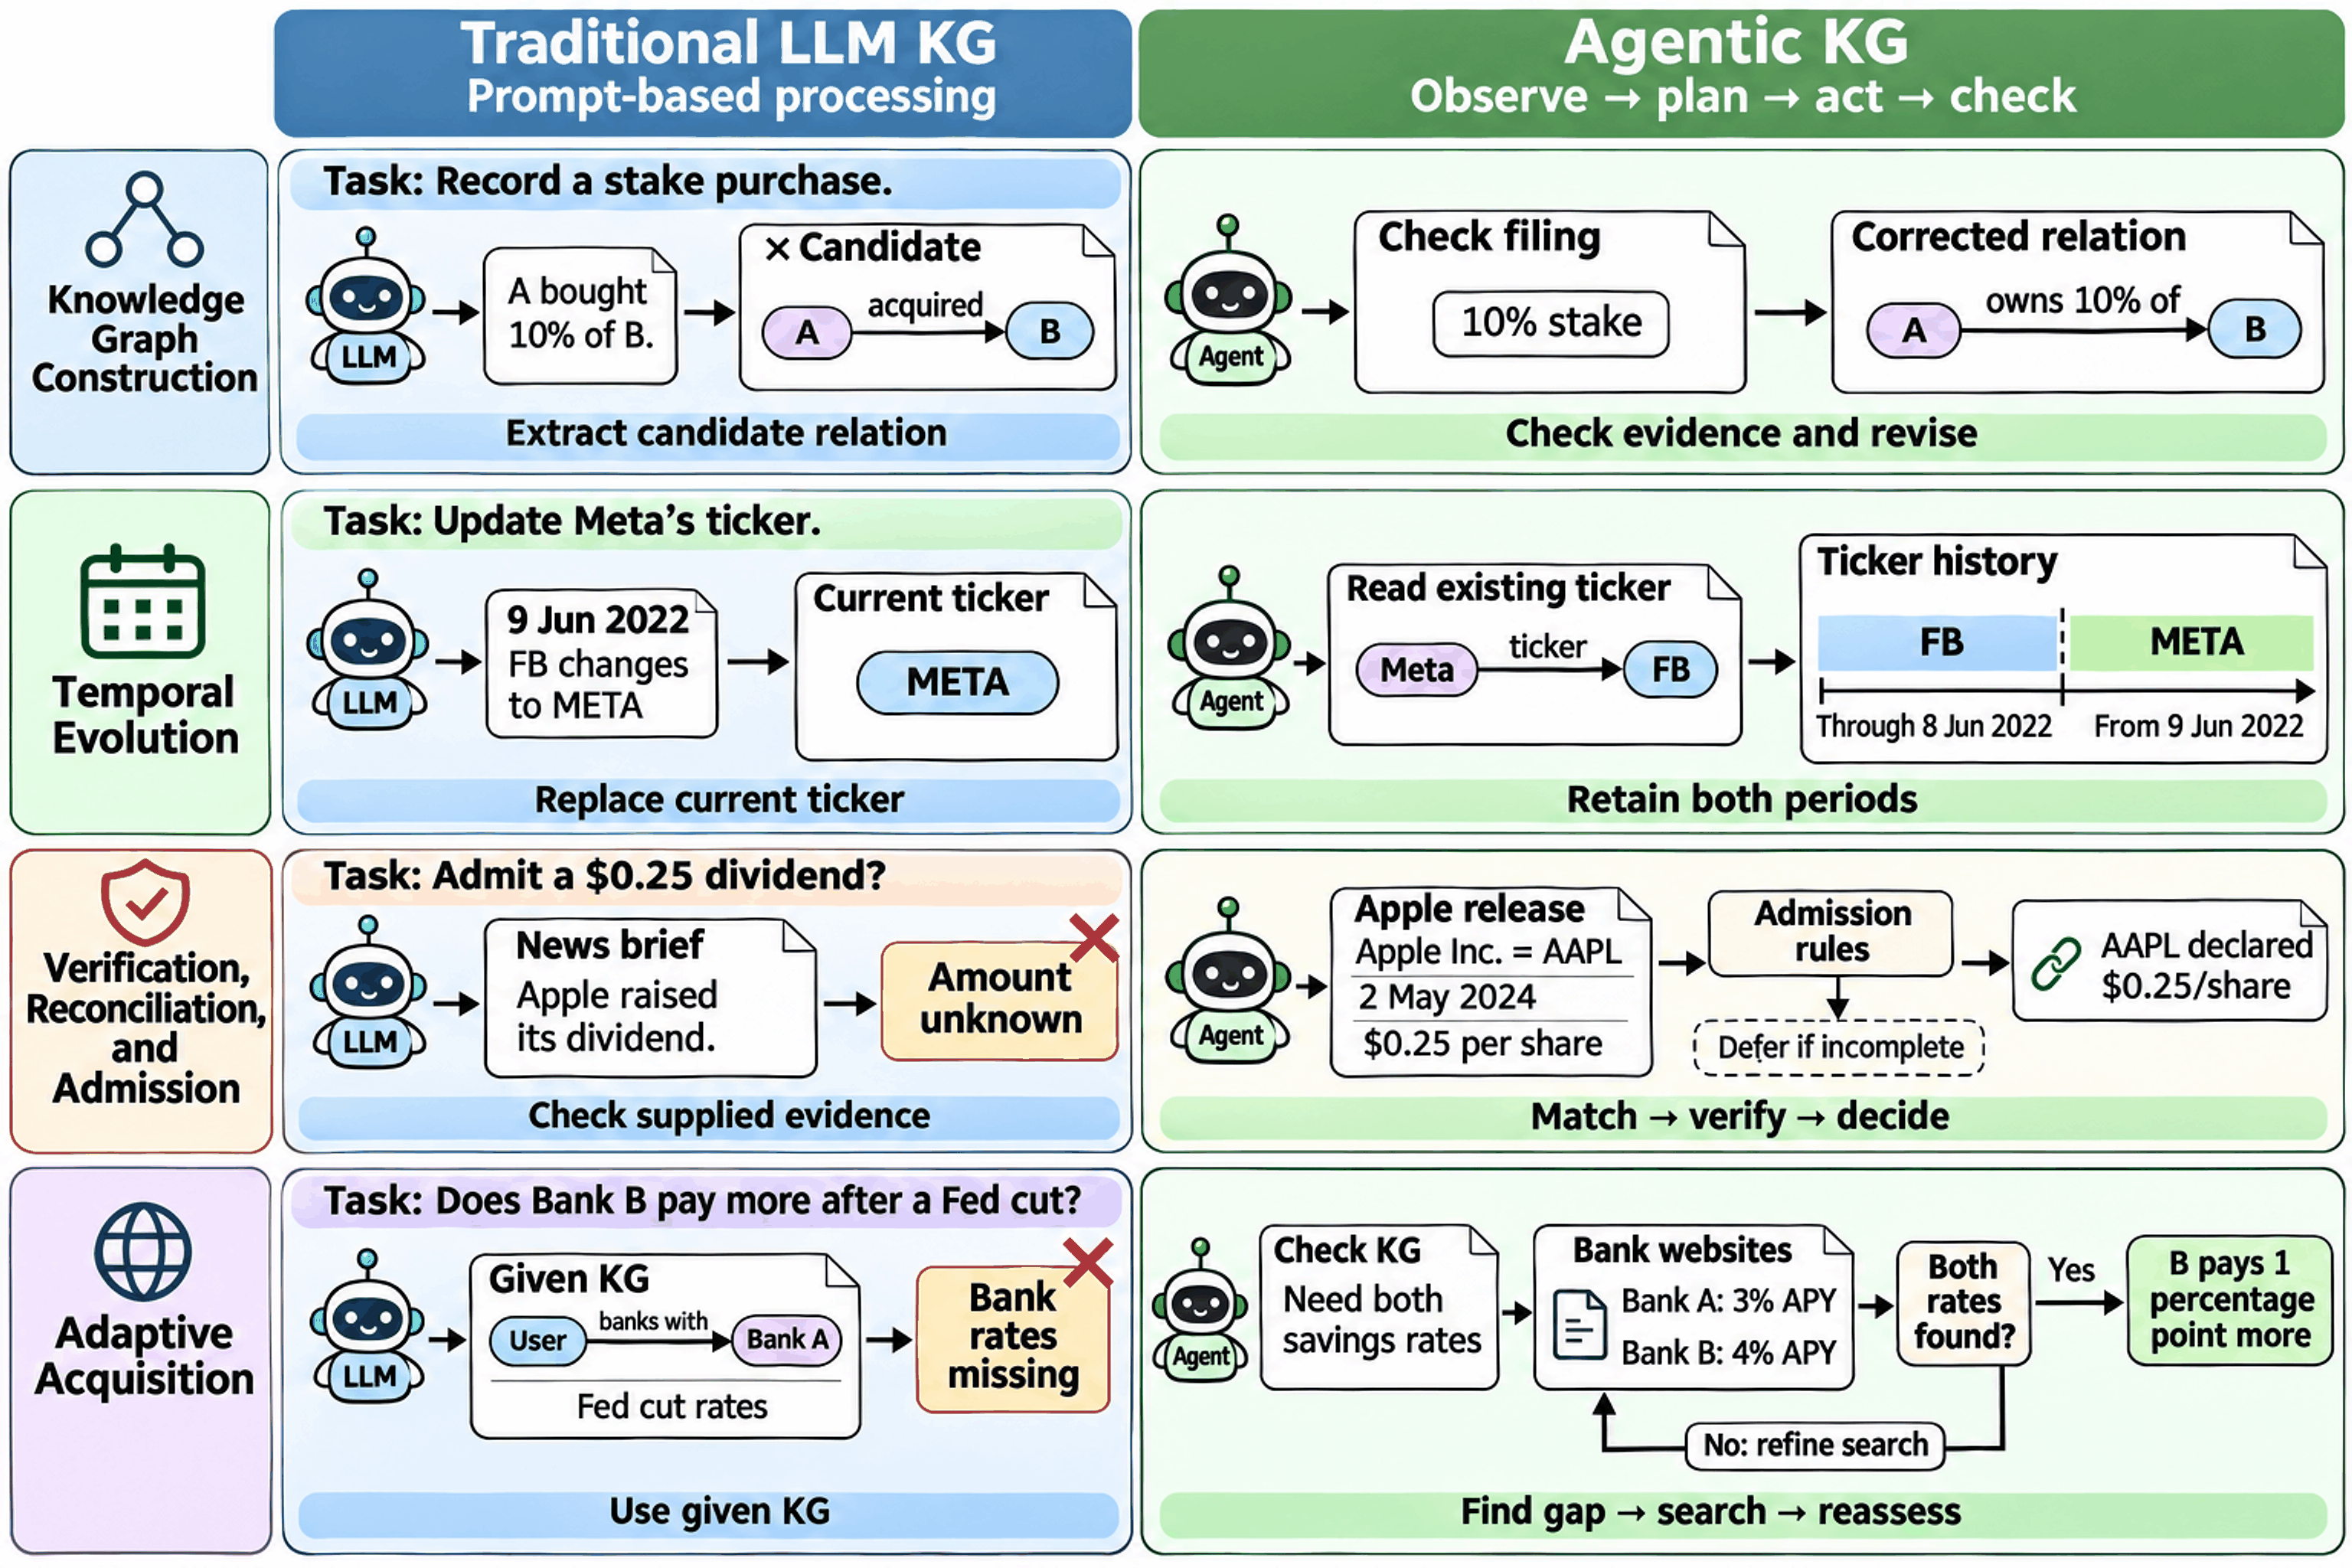 Traditional LLM KG
Prompt-based processing
Agentic KG
Observe → plan → act → check
Knowledge
Graph
Construction
Task: Record a stake purchase.
LLM
A bought
10% of B.
× Candidate
A
acquired
B
Extract candidate relation
Agent
Check filing
10% stake
Corrected relation
A
owns 10% of
B
Check evidence and revise
Temporal
Evolution
Task: Update Meta’s ticker.
LLM
9 Jun 2022
FB changes
to META
Current ticker
META
Replace current ticker
Agent
Read existing ticker
Meta
ticker
FB
Ticker history
FB
META
Through 8 Jun 2022
From 9 Jun 2022
Retain both periods
Verification,
Reconciliation,
and
Admission
Task: Admit a $0.25 dividend?
LLM
News brief
Apple raised
its dividend.
Amount
unknown
Check supplied evidence
Agent
Apple release
Apple Inc. = AAPL
2 May 2024
$0.25 per share
Admission
rules
Defer if incomplete
AAPL declared
$0.25/share
Match → verify → decide
Adaptive
Acquisition
Task: Does Bank B pay more after a Fed cut?
LLM
Given KG
User
banks with
Bank A
Fed cut rates
Bank
rates
missing
Use given KG
Agent
Check KG
Need both
savings rates
Bank websites
Bank A: 3% APY
Bank B: 4% APY
Both
rates
found?
Yes
B pays 1
percentage
point more
No: refine search
Find gap → search → reassess